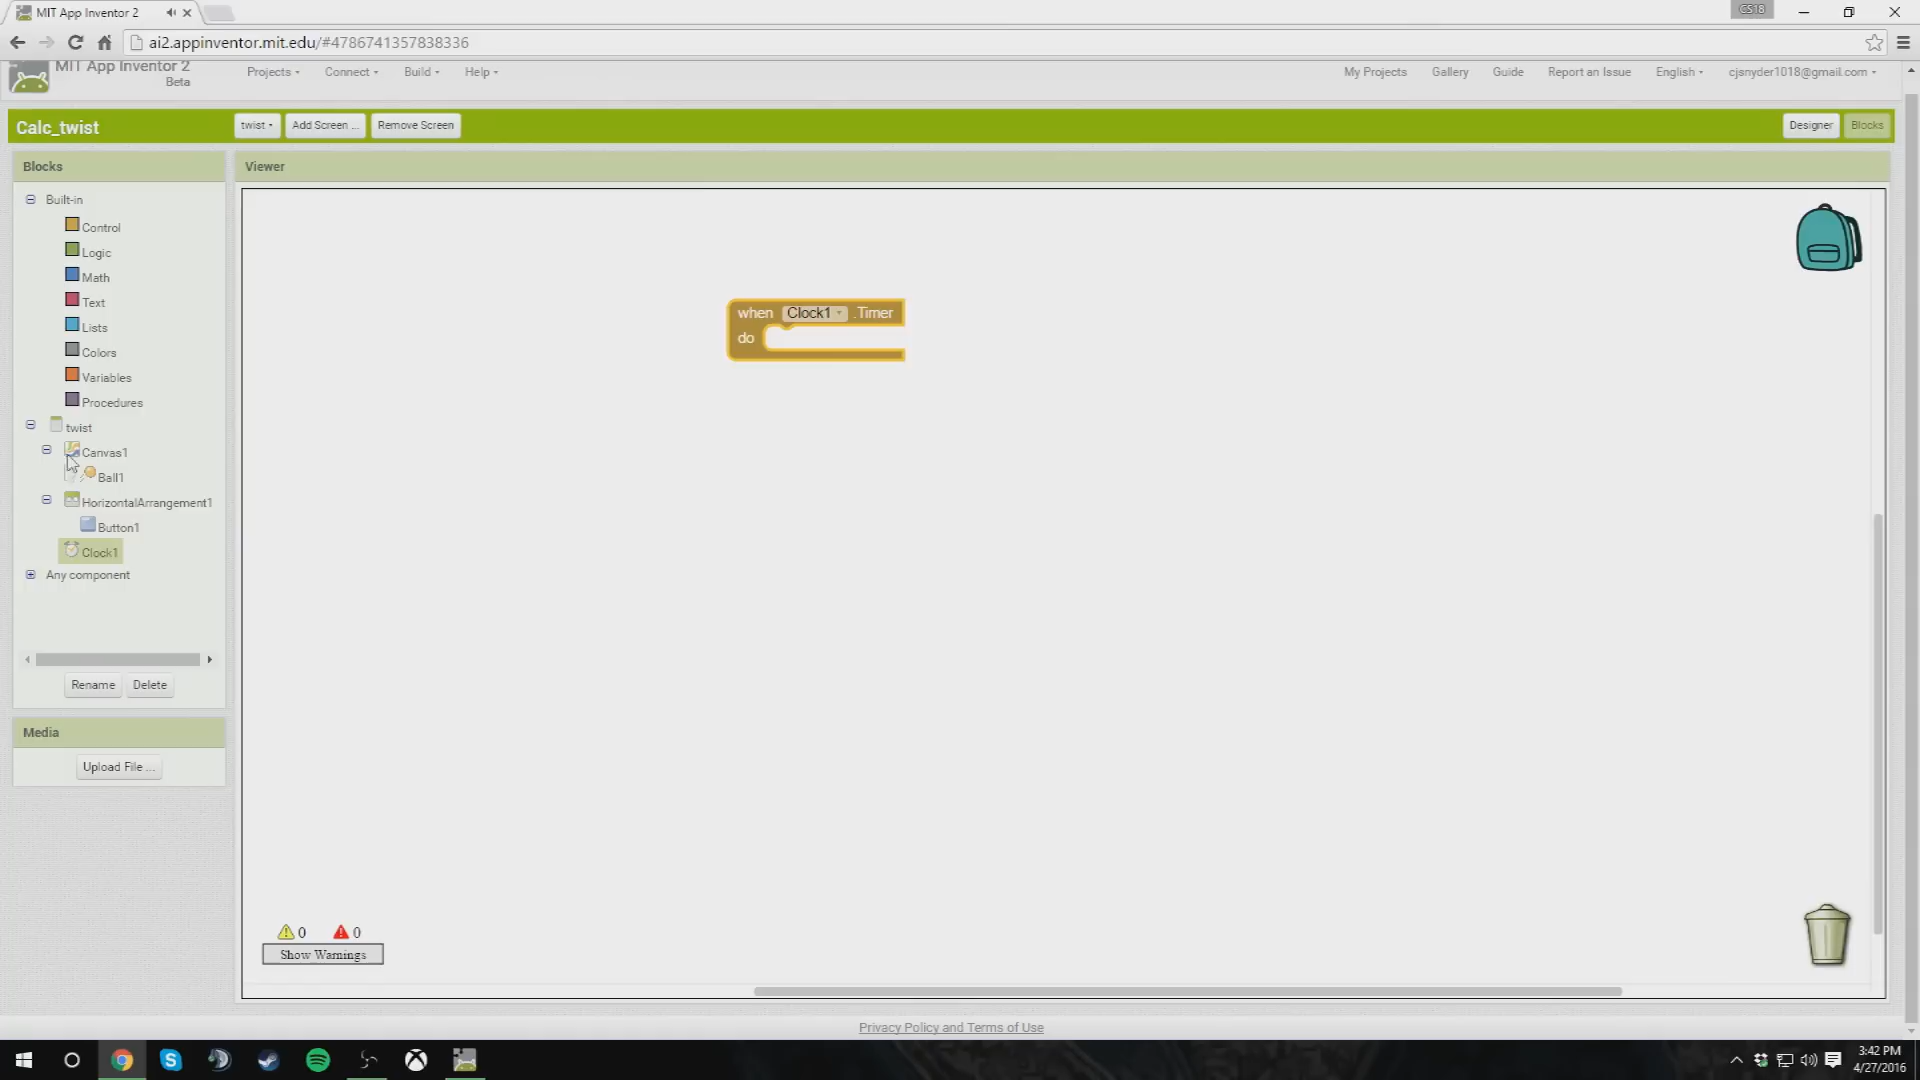 MIT App Inventor 2
CS18
ai2.appinventor.mit.edu/#4786741357838336
MIT App Inventor 2
Beta
Projects
Connect
Build
Help
My Projects
Gallery
Guide
Report an Issue
English
cjsnyder1018@gmail.com
Calc_twist
twist
Add Screen ...
Remove Screen
Designer
Blocks
Blocks
Viewer
Built-in
Control
Logic
Math
Text
Lists
Colors
Variables
Procedures
twist
Canvas1
Ball1
HorizontalArrangement1
Button1
Clock1
Any component
Rename
Delete
Media
Upload File ...
when Clock1 .Timer
do
0 0
Show Warnings
Privacy Policy and Terms of Use
3:42 PM
4/27/2016